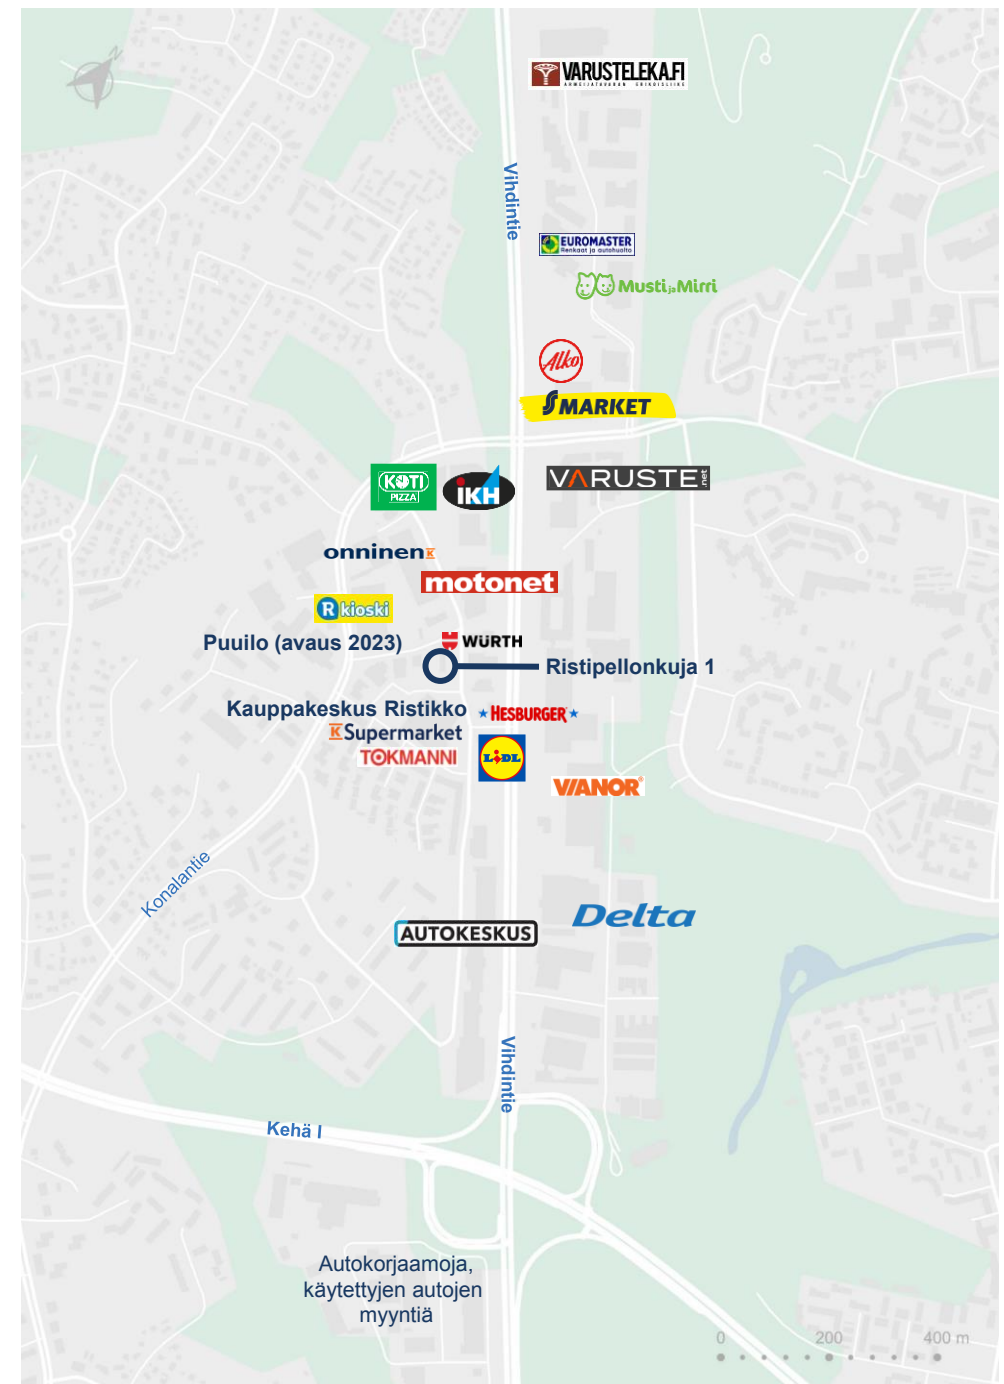 N
VARUSTELEKA.FI
ARMEIJATAVARAN ERIKOISLIIKE
Vihdintie
EUROMASTER
Renkaat ja autohuolto
Musti ja Mirri
Alko
S MARKET
KOTI
PIZZA
IKH
VARUSTE.net
onninen K
motonet
R kioski
Puuilo (avaus 2023)
WÜRTH
Ristipellonkuja 1
Kauppakeskus Ristikko
HESBURGER
K Supermarket
TOKMANNI
LIDL
VIANOR
Konalantie
Delta
AUTOKESKUS
Vihdintie
Kehä I
Autokorjaamoja,
käytettyjen autojen
myyntiä
0 200 400 m